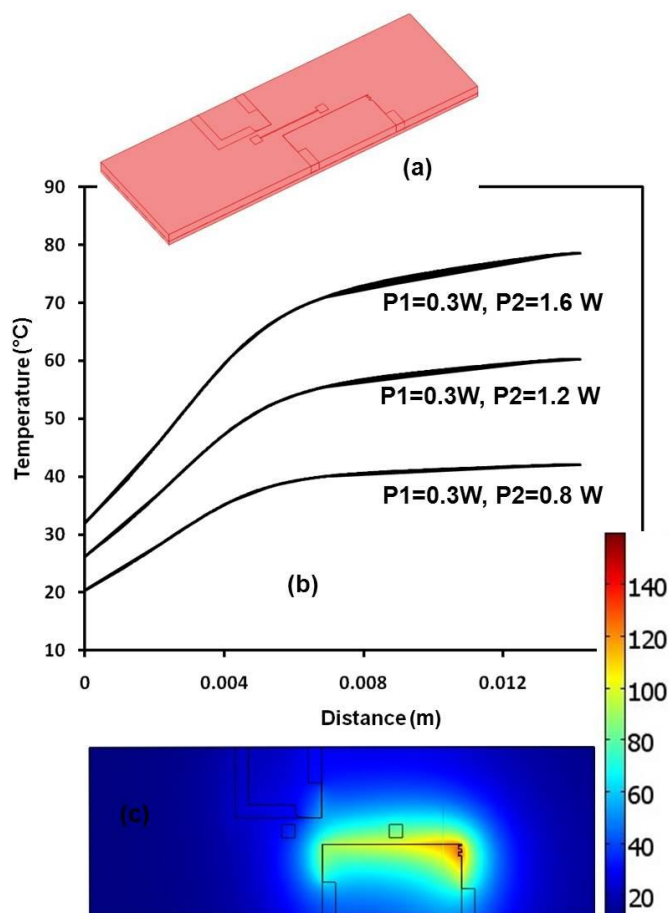 (a)
90
80
70
60
50
40
30
20
10
Temperature (°C)
P1=0.3W, P2=1.6 W
P1=0.3W, P2=1.2 W
P1=0.3W, P2=0.8 W
(b)
0 0.004 0.008 0.012
Distance (m)
140
120
100
80
60
40
20
(c)